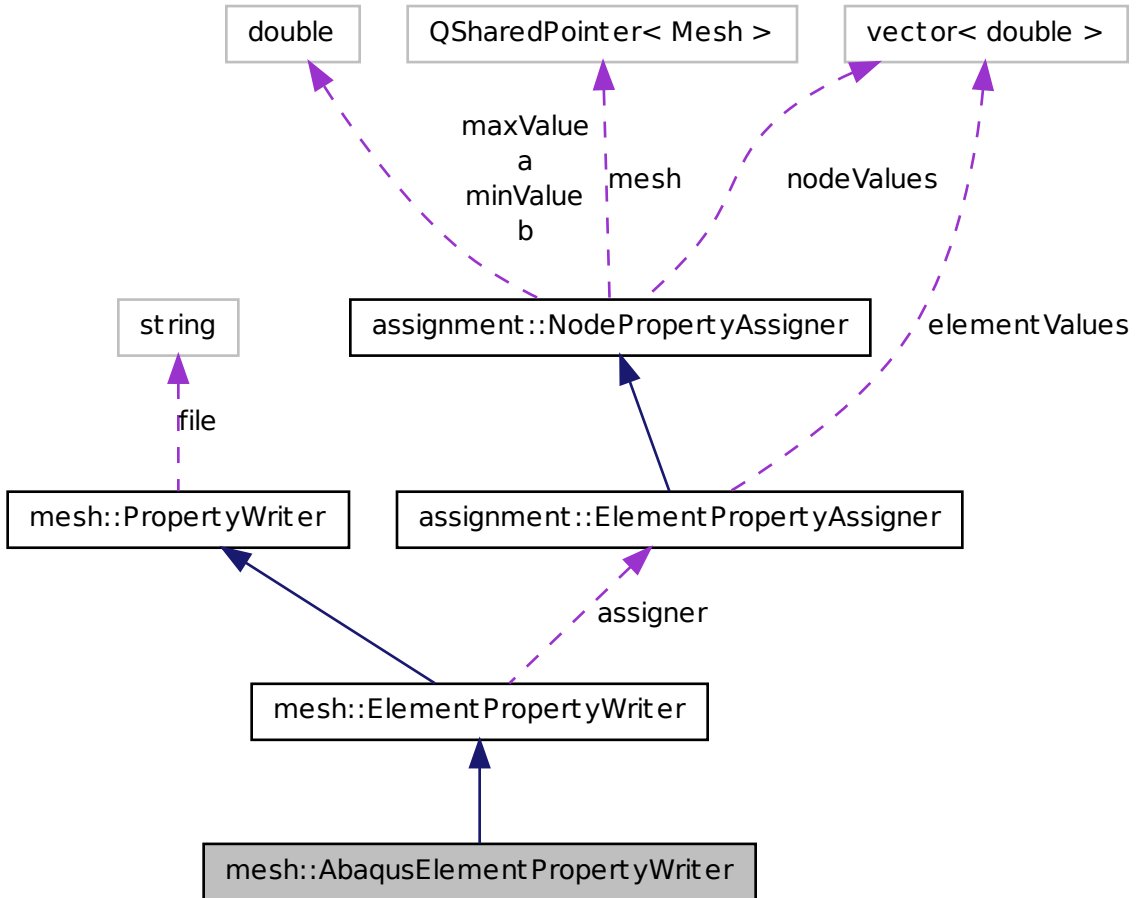 double
QSharedPointer< Mesh >
vector< double >
maxValue
a
minValue
b
mesh
nodeValues
string
assignment::NodePropertyAssigner
elementValues
file
mesh::PropertyWriter
assignment::ElementPropertyAssigner
assigner
mesh::ElementPropertyWriter
mesh::AbaqusElementPropertyWriter